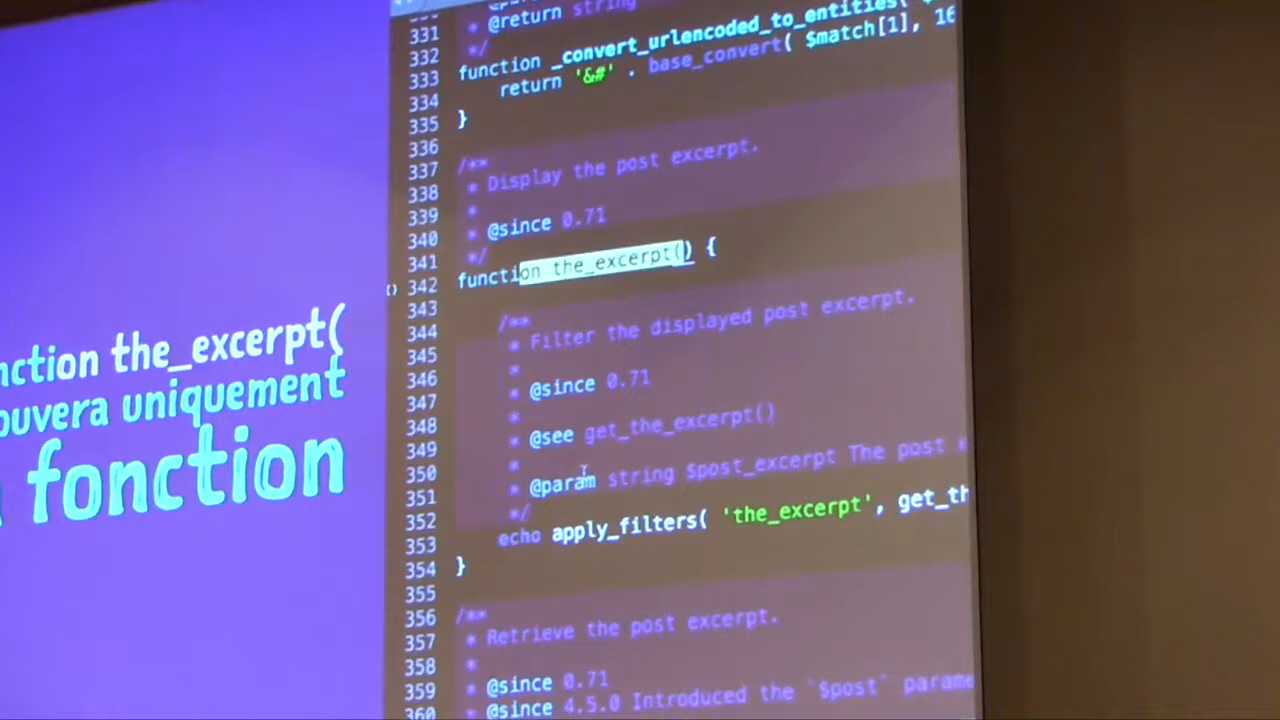 nction the_excerpt(
ouvera uniquement
fonction
331
332
333
334
335
336
337
338
339
340
341
342
343
344
345
346
347
348
349
350
351
352
353
354
355
356
357
358
359
360
* @return string
*/
function _convert_urlencoded_to_entities(
return '&#' . base_convert( $match[1], 16
}
/**
* Display the post excerpt.
*
* @since 0.71
*/
function the_excerpt() {
/**
* Filter the displayed post excerpt.
*
* @since 0.71
*
* @see get_the_excerpt()
*
* @param string $post_excerpt The post
*/
echo apply_filters( 'the_excerpt', get_th
}
/**
* Retrieve the post excerpt.
*
* @since 0.71
* @since 4.5.0 Introduced the `$post` parame